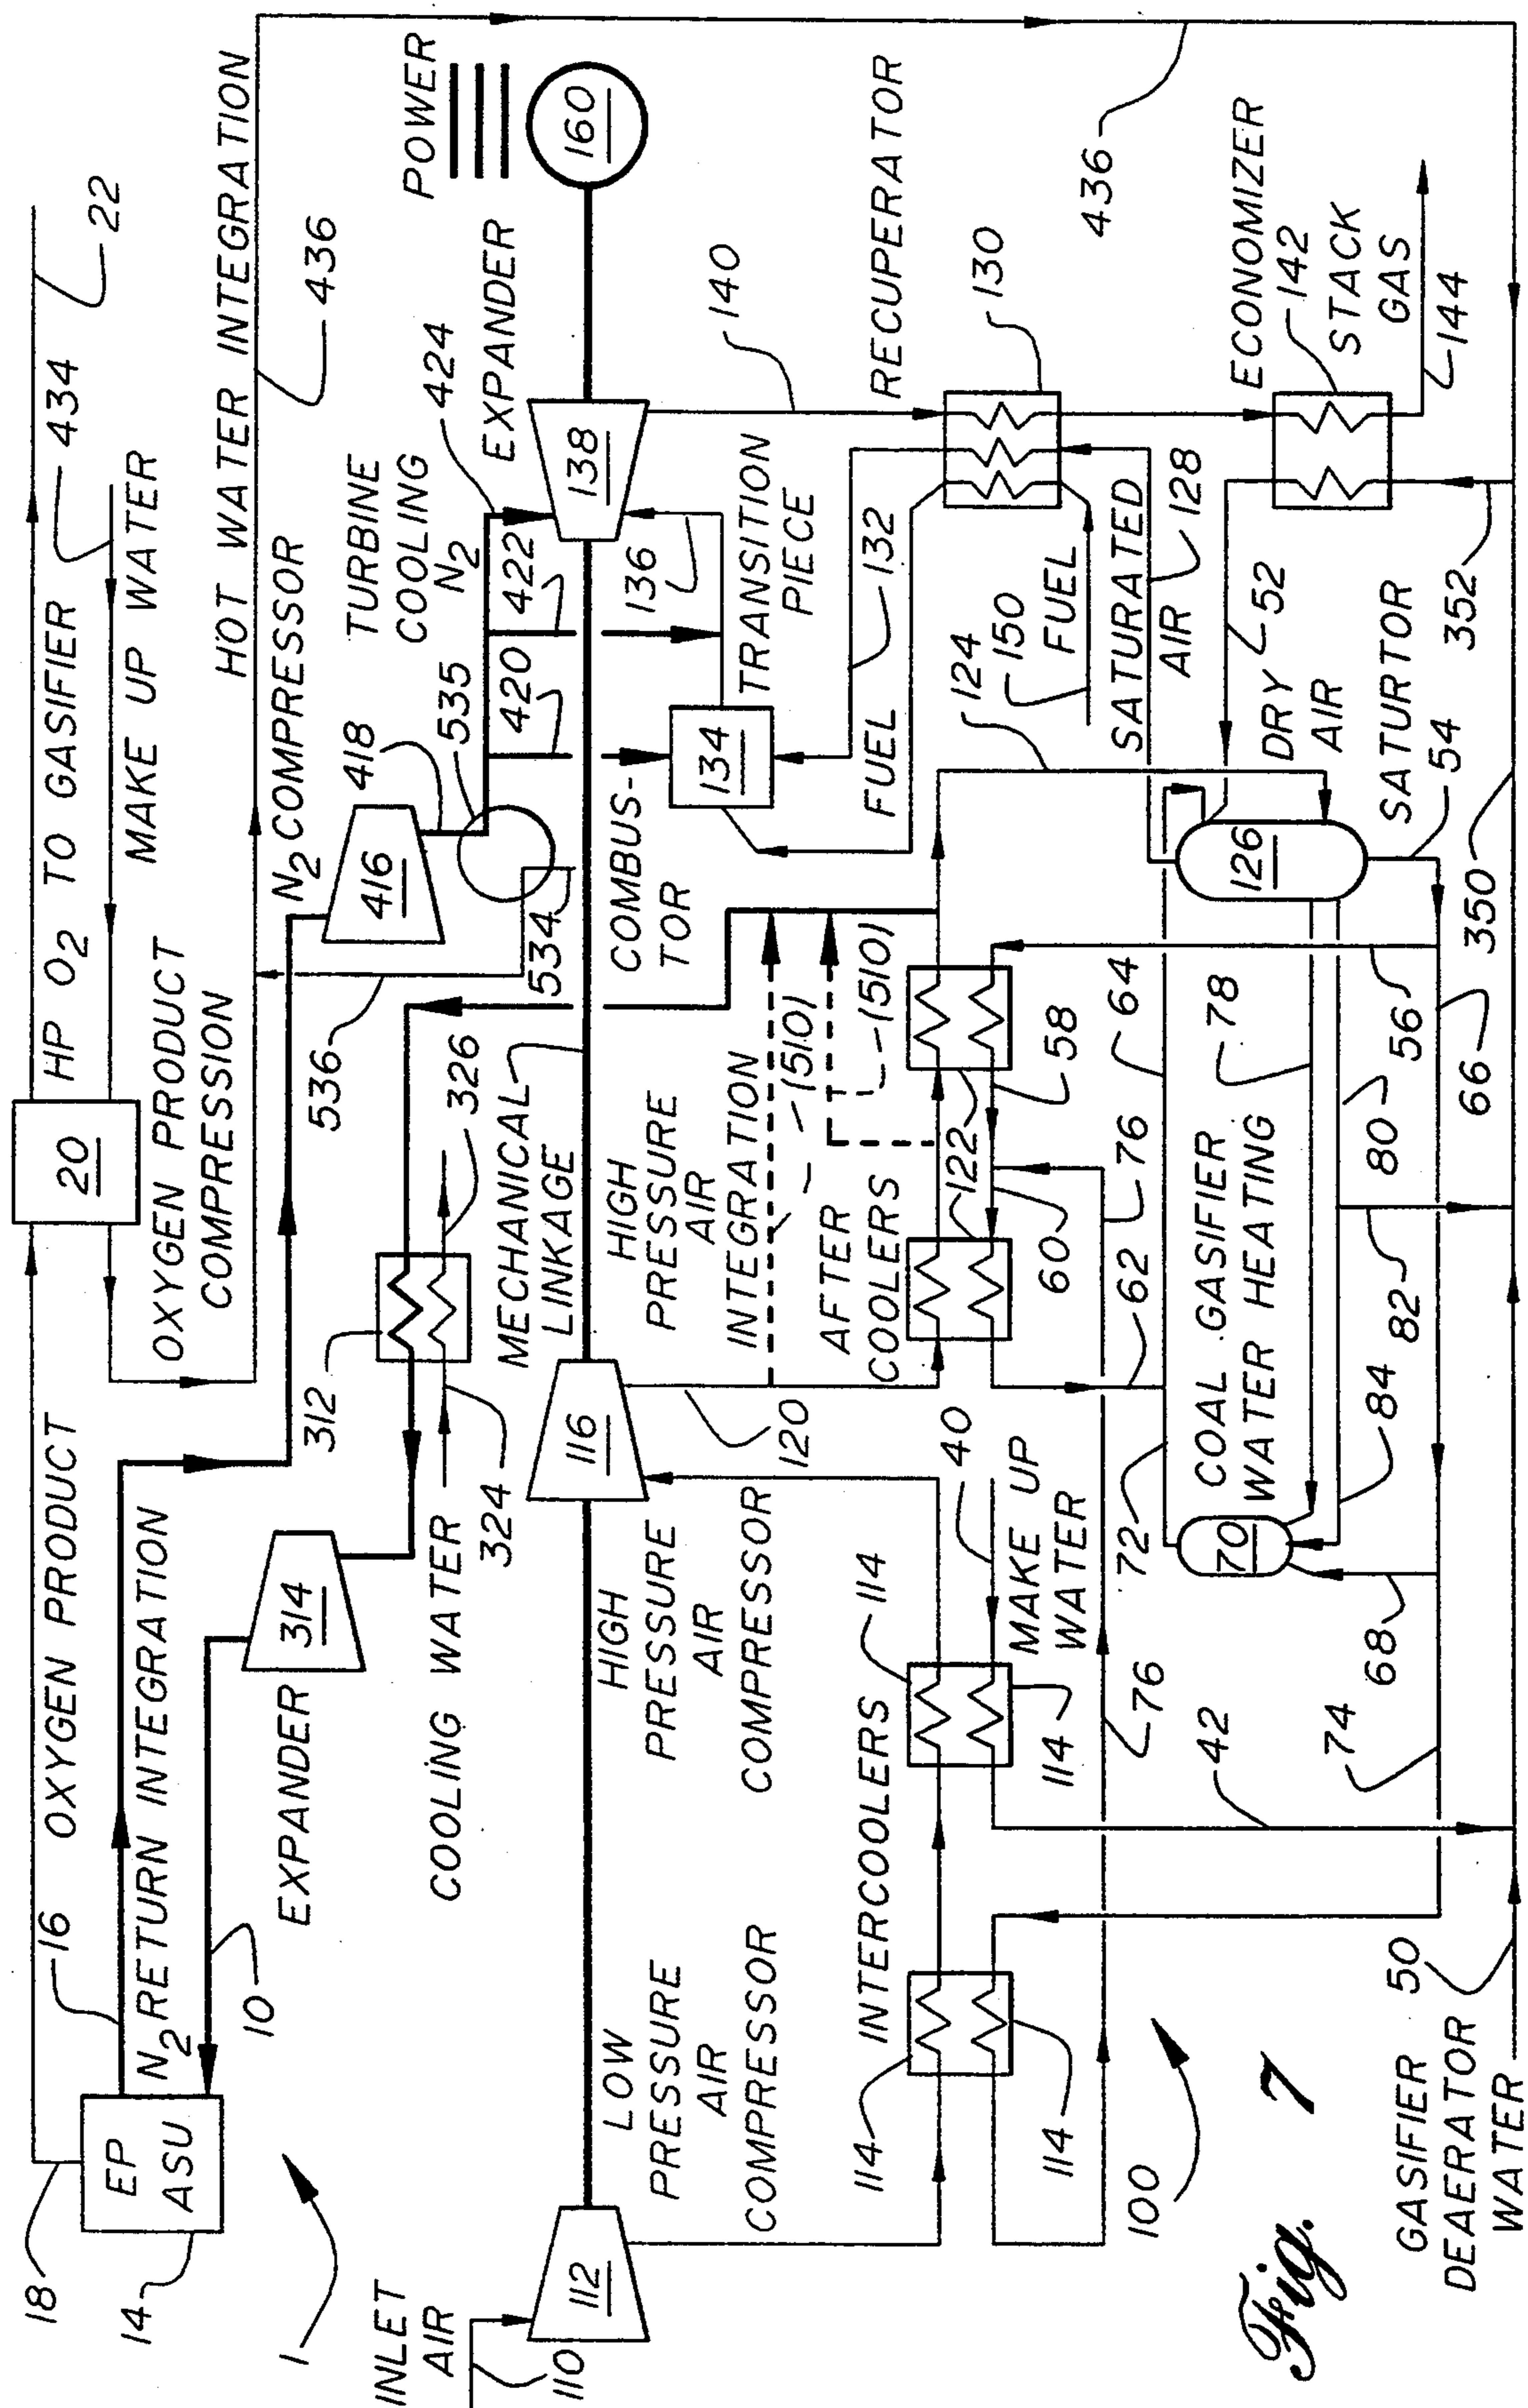 18
16
OXYGEN PRODUCT
20
HP O2 TO GASIFIER
434
22
EP
ASU
14
1
N2 RETURN INTEGRATION
10
EXPANDER
314
OXYGEN PRODUCT
COMPRESSION
MAKE UP WATER
HOT WATER INTEGRATION
436
536
N2 COMPRESSOR
416
418
535
534
312
326
324
COOLING WATER
TURBINE
COOLING
N2
424
420
422
POWER
160
EXPANDER
138
136
140
INLET
AIR
110
112
LOW
PRESSURE
AIR
COMPRESSOR
HIGH
PRESSURE
AIR
COMPRESSOR
116
MECHANICAL
LINKAGE
HIGH
PRESSURE
AIR
INTEGRATION
(510)
(510)
COMBUS-
TOR
134
TRANSITION
PIECE
FUEL
132
RECUPERATOR
130
436
120
AFTER
COOLERS
122
58
60
62
INTERCOOLERS
114
114
114
114
40
MAKE UP
WATER
76
76
124
150
FUEL
SATURATED
AIR
128
DRY
AIR
52
ECONOMIZER
142
STACK
GAS
144
126
SATURTOR
54
352
350
64
78
80
56
66
72
70
COAL GASIFIER
WATER HEATING
82
84
68
74
42
100
GASIFIER
DEAERATOR
WATER
50
Fig. 7